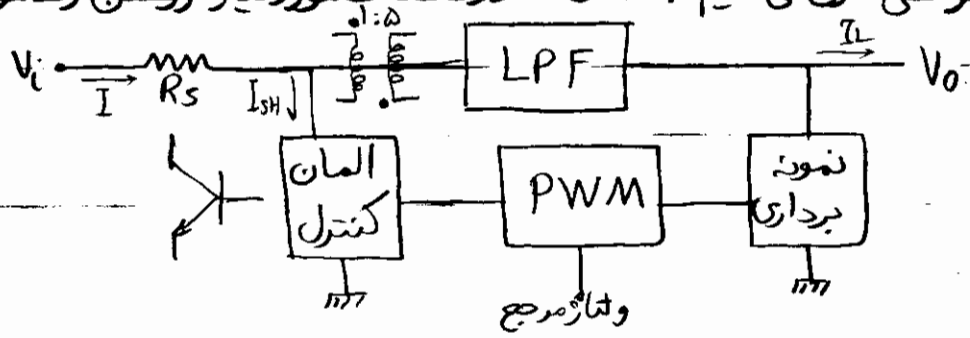 1:5
Vi
I
Rs
ISH
LPF
IL
Vo
المان
کنترل
PWM
نمونه
برداری
ولتاژ مرجع